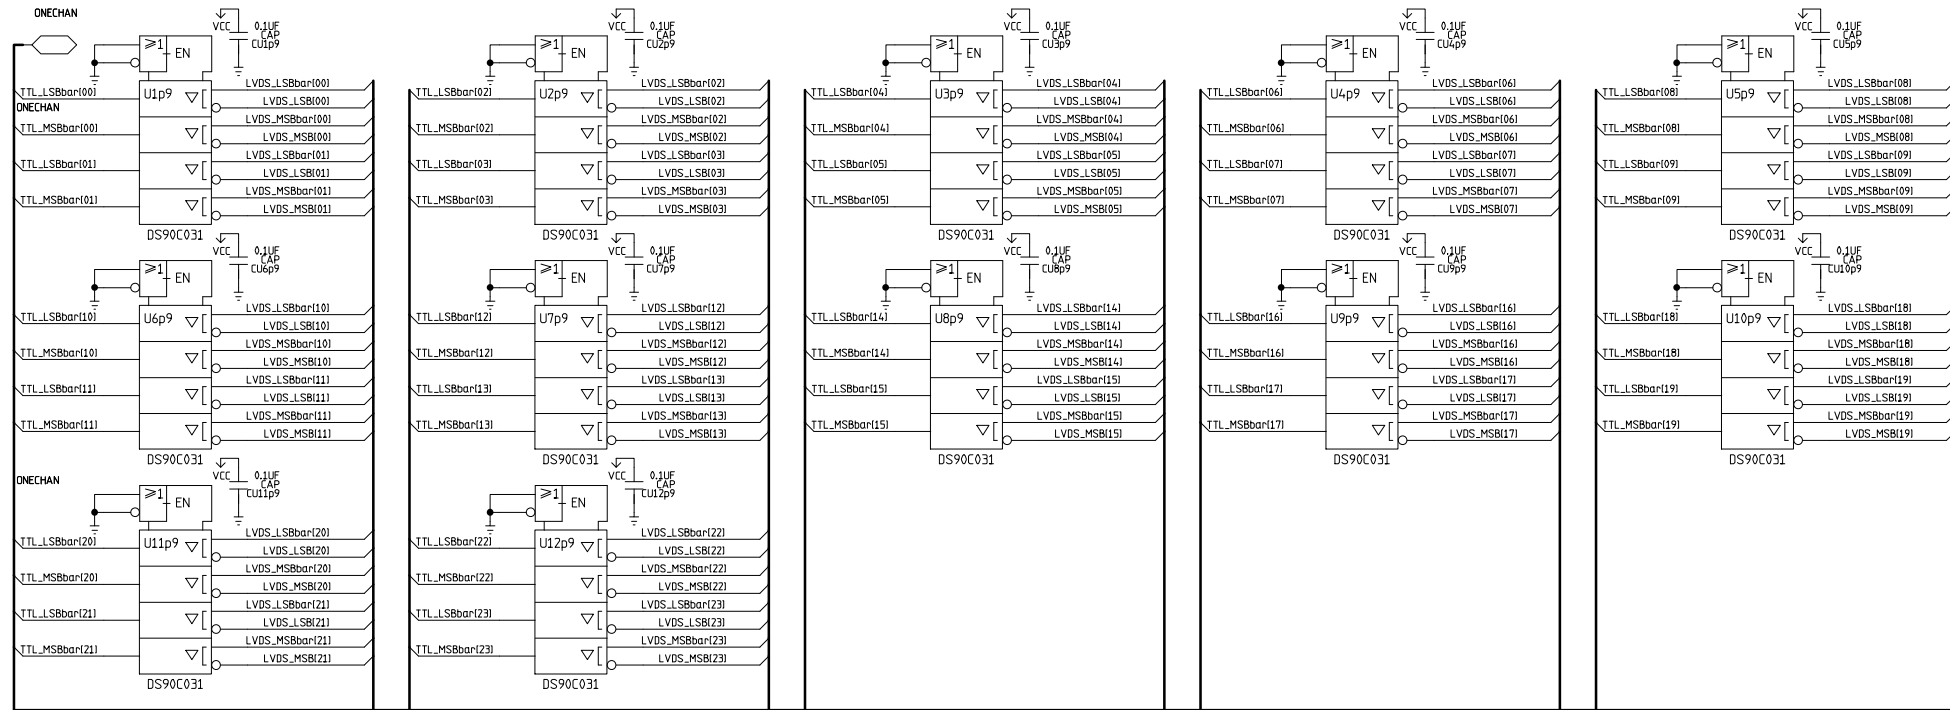 ONECHAN
VCC 0.1UF
CAP
CU1p9
≥1 EN
U1p9
TTL_LSBbar[00]
ONECHAN
TTL_MSBbar[00]
TTL_LSBbar[01]
TTL_MSBbar[01]
LVDS_LSBbar[00]
LVDS_LSB[00]
LVDS_MSBbar[00]
LVDS_MSB[00]
LVDS_LSBbar[01]
LVDS_LSB[01]
LVDS_MSBbar[01]
LVDS_MSB[01]
DS90C031
VCC 0.1UF
CAP
CU2p9
≥1 EN
U2p9
TTL_LSBbar[02]
TTL_MSBbar[02]
TTL_LSBbar[03]
TTL_MSBbar[03]
LVDS_LSBbar[02]
LVDS_LSB[02]
LVDS_MSBbar[02]
LVDS_MSB[02]
LVDS_LSBbar[03]
LVDS_LSB[03]
LVDS_MSBbar[03]
LVDS_MSB[03]
DS90C031
VCC 0.1UF
CAP
CU3p9
≥1 EN
U3p9
TTL_LSBbar[04]
TTL_MSBbar[04]
TTL_LSBbar[05]
TTL_MSBbar[05]
LVDS_LSBbar[04]
LVDS_LSB[04]
LVDS_MSBbar[04]
LVDS_MSB[04]
LVDS_LSBbar[05]
LVDS_LSB[05]
LVDS_MSBbar[05]
LVDS_MSB[05]
DS90C031
VCC 0.1UF
CAP
CU4p9
≥1 EN
U4p9
TTL_LSBbar[06]
TTL_MSBbar[06]
TTL_LSBbar[07]
TTL_MSBbar[07]
LVDS_LSBbar[06]
LVDS_LSB[06]
LVDS_MSBbar[06]
LVDS_MSB[06]
LVDS_LSBbar[07]
LVDS_LSB[07]
LVDS_MSBbar[07]
LVDS_MSB[07]
DS90C031
VCC 0.1UF
CAP
CU5p9
≥1 EN
U5p9
TTL_LSBbar[08]
TTL_MSBbar[08]
TTL_LSBbar[09]
TTL_MSBbar[09]
LVDS_LSBbar[08]
LVDS_LSB[08]
LVDS_MSBbar[08]
LVDS_MSB[08]
LVDS_LSBbar[09]
LVDS_LSB[09]
LVDS_MSBbar[09]
LVDS_MSB[09]
DS90C031
VCC 0.1UF
CAP
CU6p9
≥1 EN
U6p9
TTL_LSBbar[10]
TTL_MSBbar[10]
TTL_LSBbar[11]
TTL_MSBbar[11]
LVDS_LSBbar[10]
LVDS_LSB[10]
LVDS_MSBbar[10]
LVDS_MSB[10]
LVDS_LSBbar[11]
LVDS_LSB[11]
LVDS_MSBbar[11]
LVDS_MSB[11]
DS90C031
VCC 0.1UF
CAP
CU7p9
≥1 EN
U7p9
TTL_LSBbar[12]
TTL_MSBbar[12]
TTL_LSBbar[13]
TTL_MSBbar[13]
LVDS_LSBbar[12]
LVDS_LSB[12]
LVDS_MSBbar[12]
LVDS_MSB[12]
LVDS_LSBbar[13]
LVDS_LSB[13]
LVDS_MSBbar[13]
LVDS_MSB[13]
DS90C031
VCC 0.1UF
CAP
CU8p9
≥1 EN
U8p9
TTL_LSBbar[14]
TTL_MSBbar[14]
TTL_LSBbar[15]
TTL_MSBbar[15]
LVDS_LSBbar[14]
LVDS_LSB[14]
LVDS_MSBbar[14]
LVDS_MSB[14]
LVDS_LSBbar[15]
LVDS_LSB[15]
LVDS_MSBbar[15]
LVDS_MSB[15]
DS90C031
VCC 0.1UF
CAP
CU9p9
≥1 EN
U9p9
TTL_LSBbar[16]
TTL_MSBbar[16]
TTL_LSBbar[17]
TTL_MSBbar[17]
LVDS_LSBbar[16]
LVDS_LSB[16]
LVDS_MSBbar[16]
LVDS_MSB[16]
LVDS_LSBbar[17]
LVDS_LSB[17]
LVDS_MSBbar[17]
LVDS_MSB[17]
DS90C031
VCC 0.1UF
CAP
CU10p9
≥1 EN
U10p9
TTL_LSBbar[18]
TTL_MSBbar[18]
TTL_LSBbar[19]
TTL_MSBbar[19]
LVDS_LSBbar[18]
LVDS_LSB[18]
LVDS_MSBbar[18]
LVDS_MSB[18]
LVDS_LSBbar[19]
LVDS_LSB[19]
LVDS_MSBbar[19]
LVDS_MSB[19]
DS90C031
ONECHAN
VCC 0.1UF
CAP
CU11p9
≥1 EN
U11p9
TTL_LSBbar[20]
TTL_MSBbar[20]
TTL_LSBbar[21]
TTL_MSBbar[21]
LVDS_LSBbar[20]
LVDS_LSB[20]
LVDS_MSBbar[20]
LVDS_MSB[20]
LVDS_LSBbar[21]
LVDS_LSB[21]
LVDS_MSBbar[21]
LVDS_MSB[21]
DS90C031
VCC 0.1UF
CAP
CU12p9
≥1 EN
U12p9
TTL_LSBbar[22]
TTL_MSBbar[22]
TTL_LSBbar[23]
TTL_MSBbar[23]
LVDS_LSBbar[22]
LVDS_LSB[22]
LVDS_MSBbar[22]
LVDS_MSB[22]
LVDS_LSBbar[23]
LVDS_LSB[23]
LVDS_MSBbar[23]
LVDS_MSB[23]
DS90C031